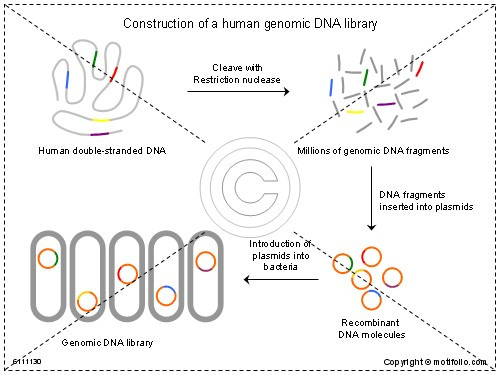 Construction of a human genomic DNA library
Cleave with
Restriction nuclease
Human double-stranded DNA
Millions of genomic DNA fragments
DNA fragments
inserted into plasmids
Introduction of
plasmids into
bacteria
Recombinant
DNA molecules
Genomic DNA library
6111130
Copyright © motifolio.com